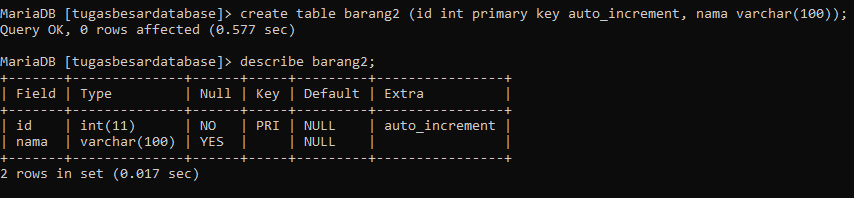 MariaDB [tugasbesardatabase]> create table barang2 (id int primary key auto_increment, nama varchar(100));
Query OK, 0 rows affected (0.577 sec)
MariaDB [tugasbesardatabase]> describe barang2;
+-------+--------------+------+-----+---------+----------------+
| Field | Type         | Null | Key | Default | Extra          |
+-------+--------------+------+-----+---------+----------------+
| id    | int(11)      | NO   | PRI | NULL    | auto_increment |
| nama  | varchar(100) | YES  |     | NULL    |                |
+-------+--------------+------+-----+---------+----------------+
2 rows in set (0.017 sec)